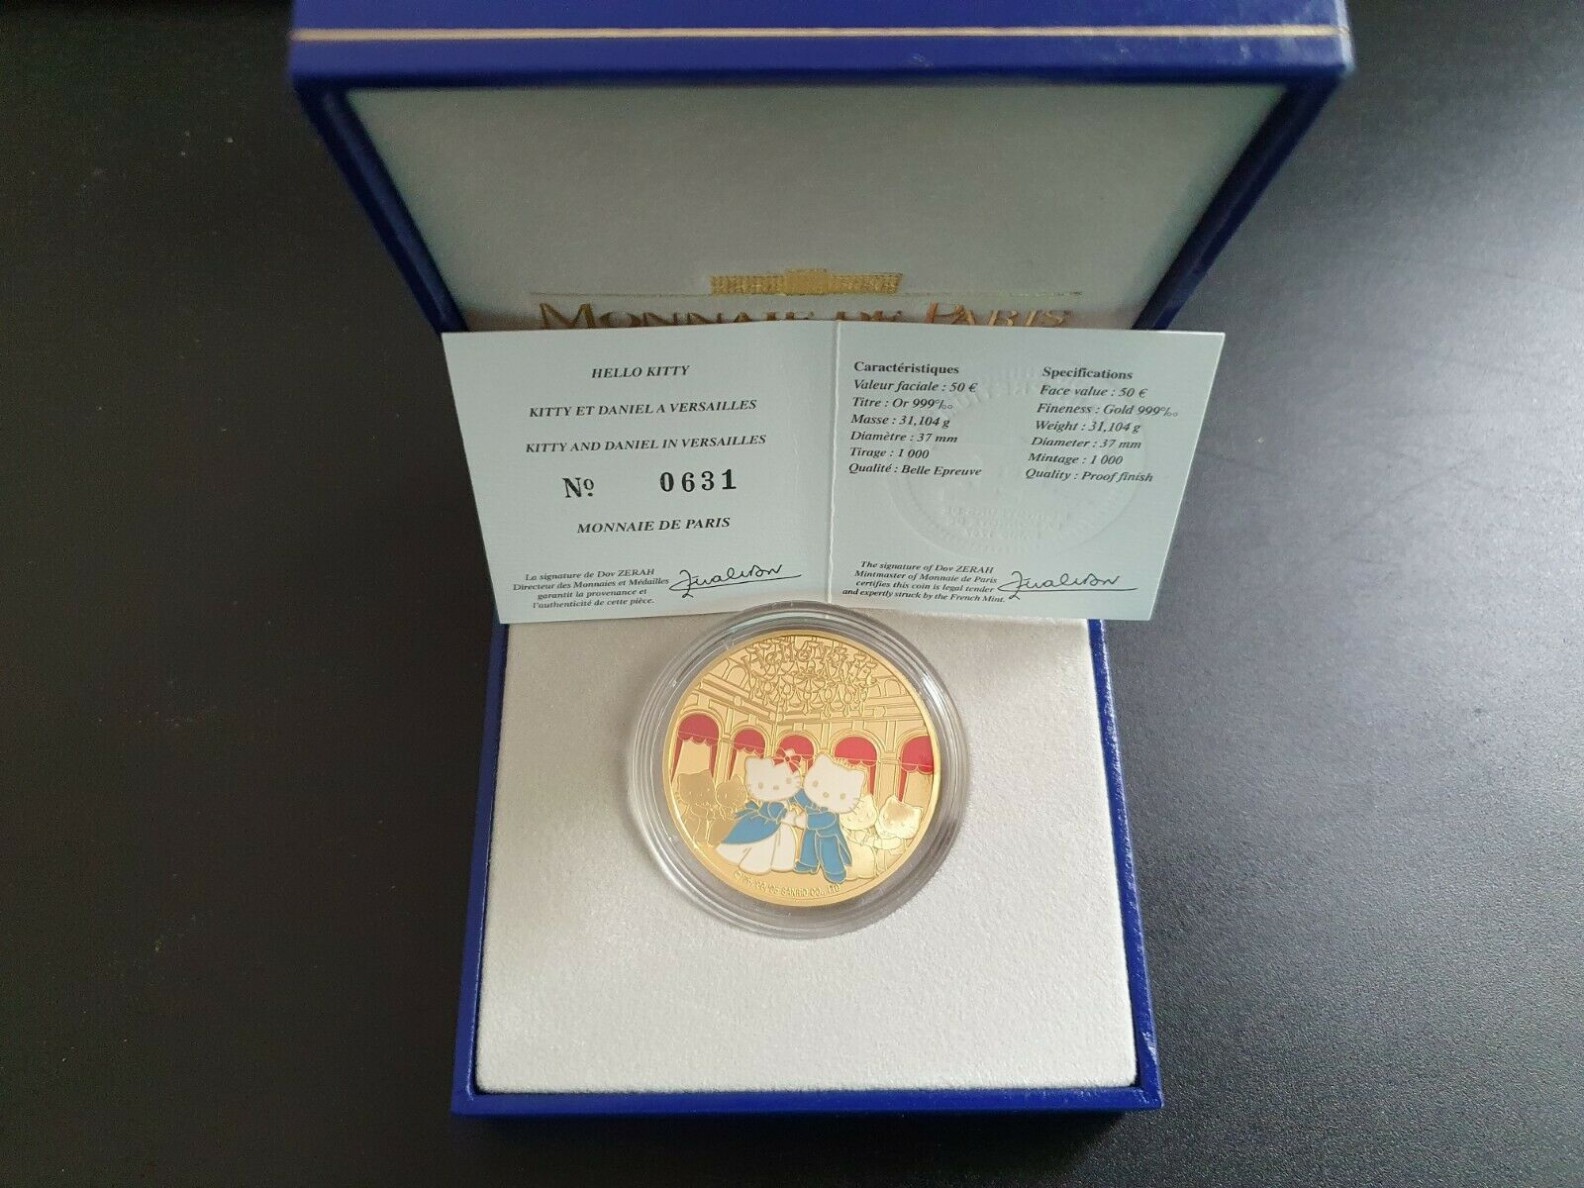 MONNAIE DE PARIS
HELLO KITTY
KITTY ET DANIEL A VERSAILLES
KITTY AND DANIEL IN VERSAILLES
Nº 0631
MONNAIE DE PARIS
La signature de Dov ZERAH
Directeur des Monnaies et Médailles
garantit la provenance et
l'authenticité de cette pièce.
Caractéristiques
Valeur faciale : 50 €
Titre : Or 999‰
Masse : 31,104 g
Diamètre : 37 mm
Tirage : 1 000
Qualité : Belle Epreuve
Specifications
Face value : 50 €
Fineness : Gold 999‰
Weight : 31,104 g
Diameter : 37 mm
Mintage : 1 000
Quality : Proof finish
The signature of Dov ZERAH
Mintmaster of Monnaie de Paris
certifies this coin is legal tender
and expertly struck by the French Mint.
SANRIO CO., LTD